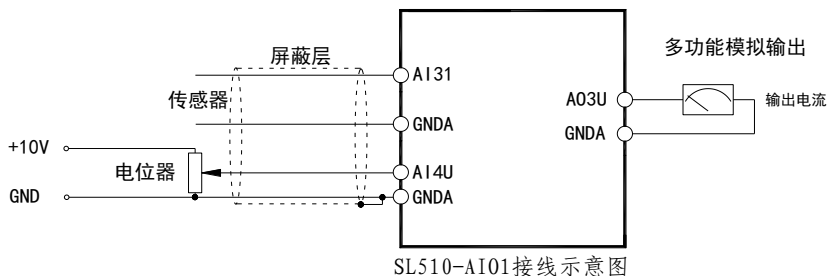 屏蔽层
多功能模拟输出
AI31
传感器
AO3U
输出电流
GNDA
GNDA
+10V
电位器
AI4U
GND
GNDA
SL510-AI01接线示意图